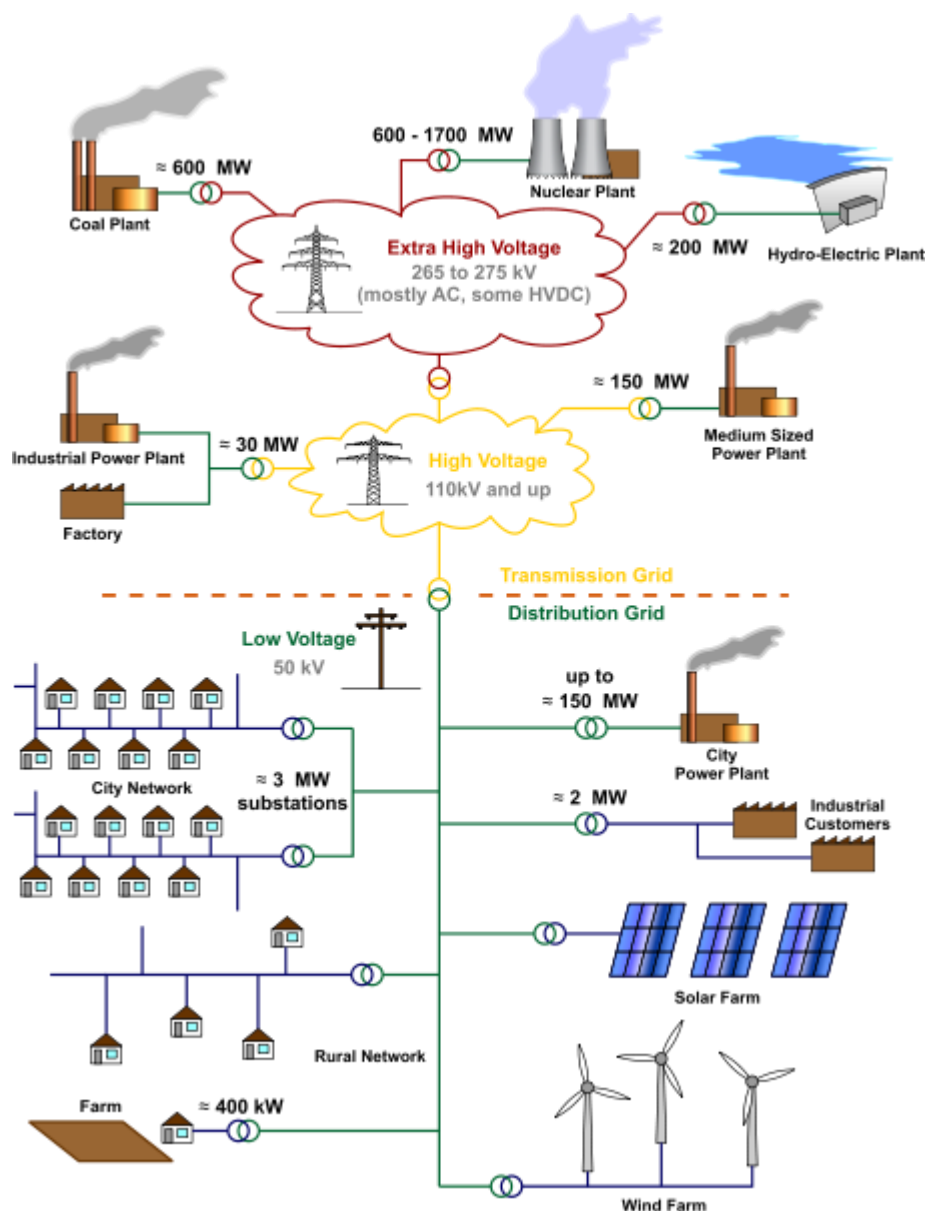 600 - 1700 MW
≈ 600 MW
Nuclear Plant
Coal Plant
Extra High Voltage
265 to 275 kV
(mostly AC, some HVDC)
≈ 200 MW
Hydro-Electric Plant
≈ 150 MW
Medium Sized
Power Plant
≈ 30 MW
Industrial Power Plant
High Voltage
110kV and up
Factory
Transmission Grid
Distribution Grid
Low Voltage
50 kV
up to
≈ 150 MW
City
Power Plant
City Network
≈ 3 MW
substations
≈ 2 MW
Industrial
Customers
Solar Farm
Rural Network
Farm
≈ 400 kW
Wind Farm